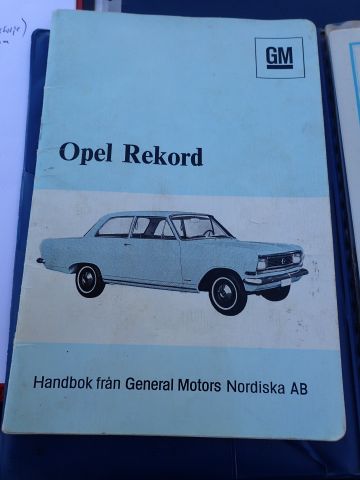 GM
Opel Rekord
Handbok från General Motors Nordiska AB